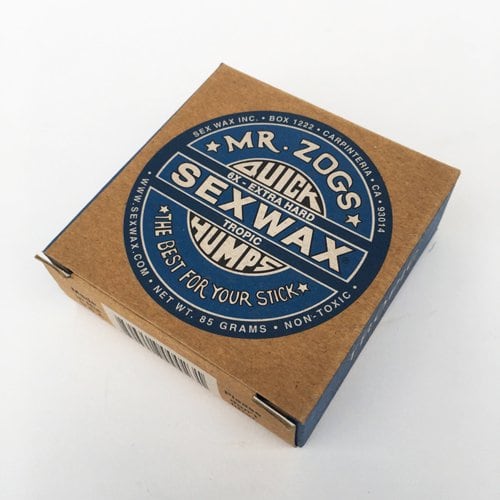 SEX WAX INC. • BOX 1222 • CARPINTERIA • CA • 93014
★MR. ZOGS★
QUICK
6X - EXTRA HARD
SEXWAX
TROPIC
HUMPS
★THE BEST FOR YOUR STICK★
• WWW.SEXWAX.COM • NET WT. 85 GRAMS • NON-TOXIC •